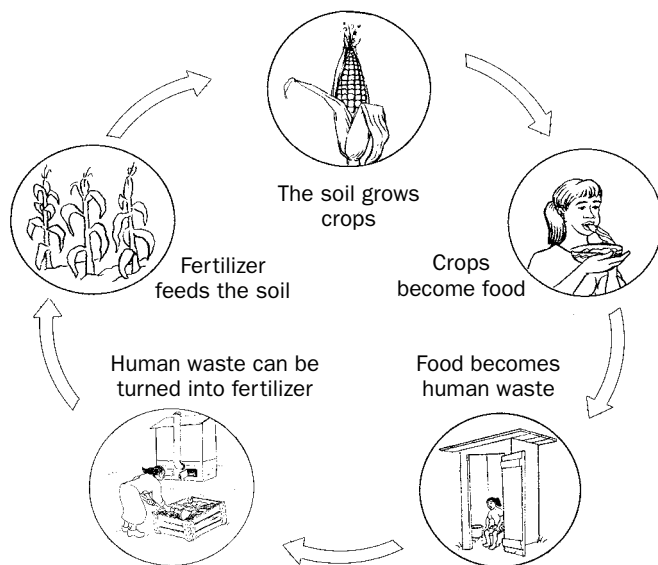 The soil grows
crops
Crops
become food
Food becomes
human waste
Human waste can be
turned into fertilizer
Fertilizer
feeds the soil